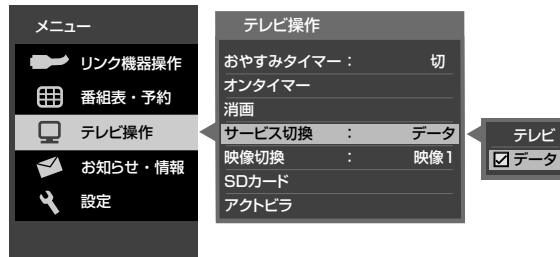 メニュー
リンク機器操作
番組表・予約
テレビ操作
お知らせ・情報
設定
テレビ操作
おやすみタイマー： 切
オンタイマー
消画
サービス切換 ： データ
映像切換 ： 映像1
SDカード
アクトビラ
テレビ
データ